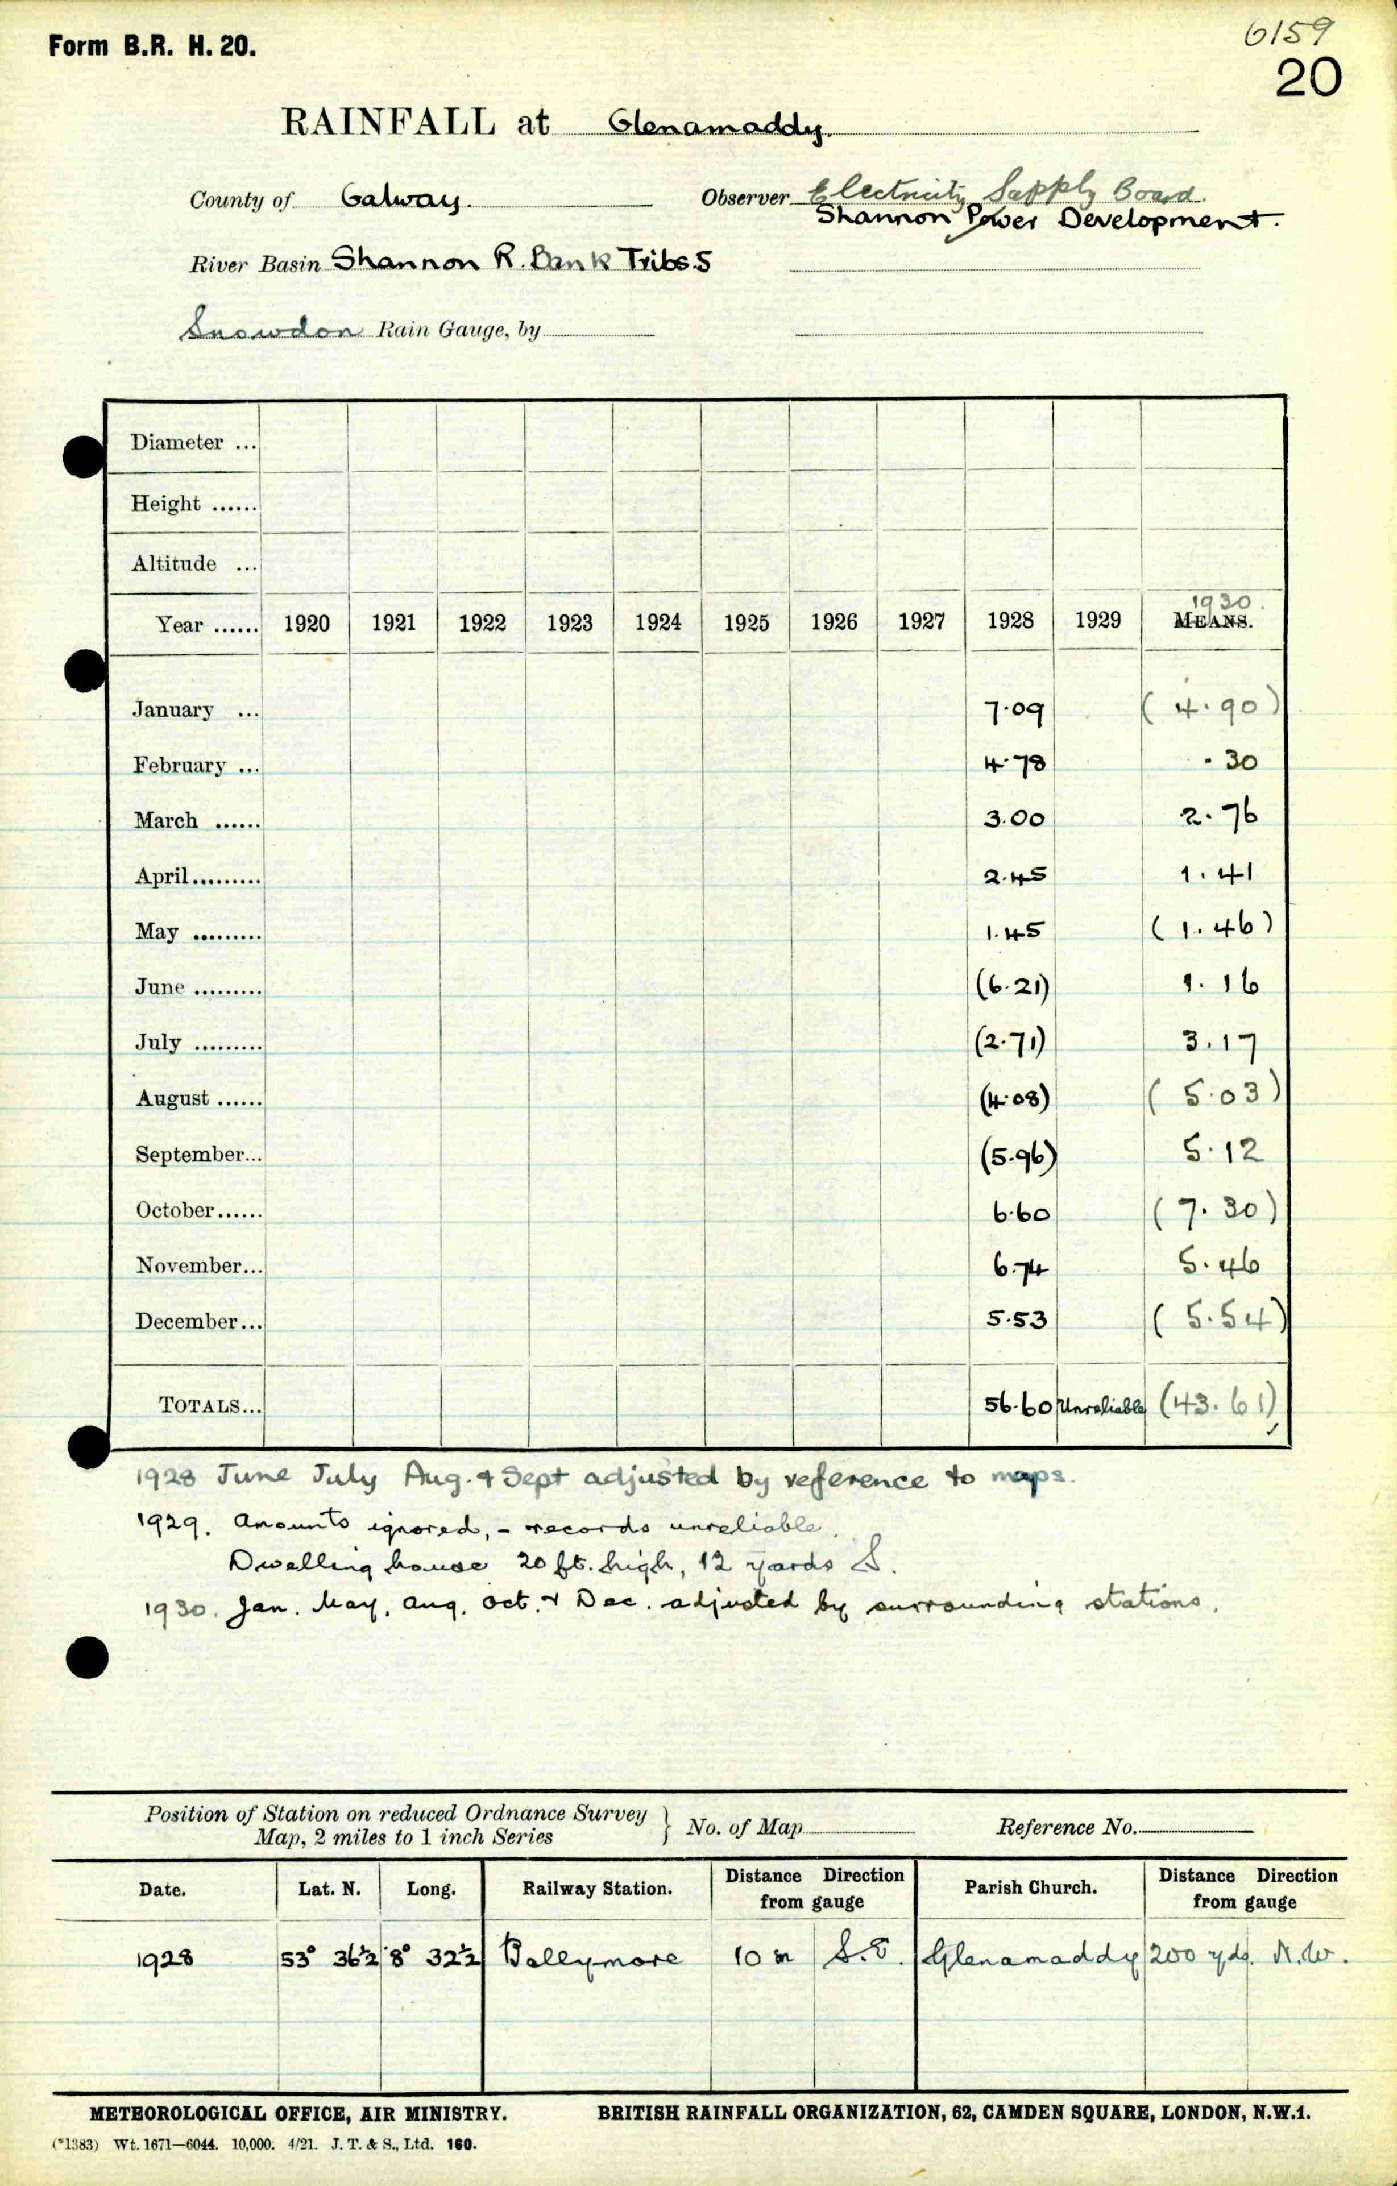 6159
Form B.R. H. 20.
20
RAINFALL at Glenamaddy.
County of Galway. Observer Electricity Supply Board.
Shannon Power Development.
River Basin Shannon R. Bank Tribs. 5
Snowdon Rain Gauge, by
Diameter ...
Height ......
Altitude ...
1930.
Year ...... 1920 1921 1922 1923 1924 1925 1926 1927 1928 1929 MEANS.
January ... 7.09 (4.90)
February ... 4.78 .30
March ...... 3.00 2.76
April......... 2.45 1.41
May ......... 1.45 (1.46)
June ......... (6.21) 1.16
July ......... (2.71) 3.17
August ...... (4.08) (5.03)
September... (5.96) 5.12
October...... 6.60 (7.30)
November... 6.74 5.46
December... 5.53 (5.54)
TOTALS... 56.60 Unreliable (43.61)
1928 June July Aug. & Sept adjusted by reference to maps.
1929. Amounts ignored, - records unreliable.
Dwelling house 20 ft. high, 12 yards S.
1930. Jan. May. Aug. Oct. & Dec. adjusted by surrounding stations.
Position of Station on reduced Ordnance Survey
Map, 2 miles to 1 inch Series } No. of Map Reference No.
Date. Lat. N. Long. Railway Station. Distance Direction from gauge Parish Church. Distance Direction from gauge
1928 53° 36½ 8° 32½ Ballymore 10 m S.E. Glenamaddy 200 yds. N.W.
METEOROLOGICAL OFFICE, AIR MINISTRY. BRITISH RAINFALL ORGANIZATION, 62, CAMDEN SQUARE, LONDON, N.W.1.
(*1383) Wt. 1671—6044. 10,000. 4/21. J. T. & S., Ltd. 160.